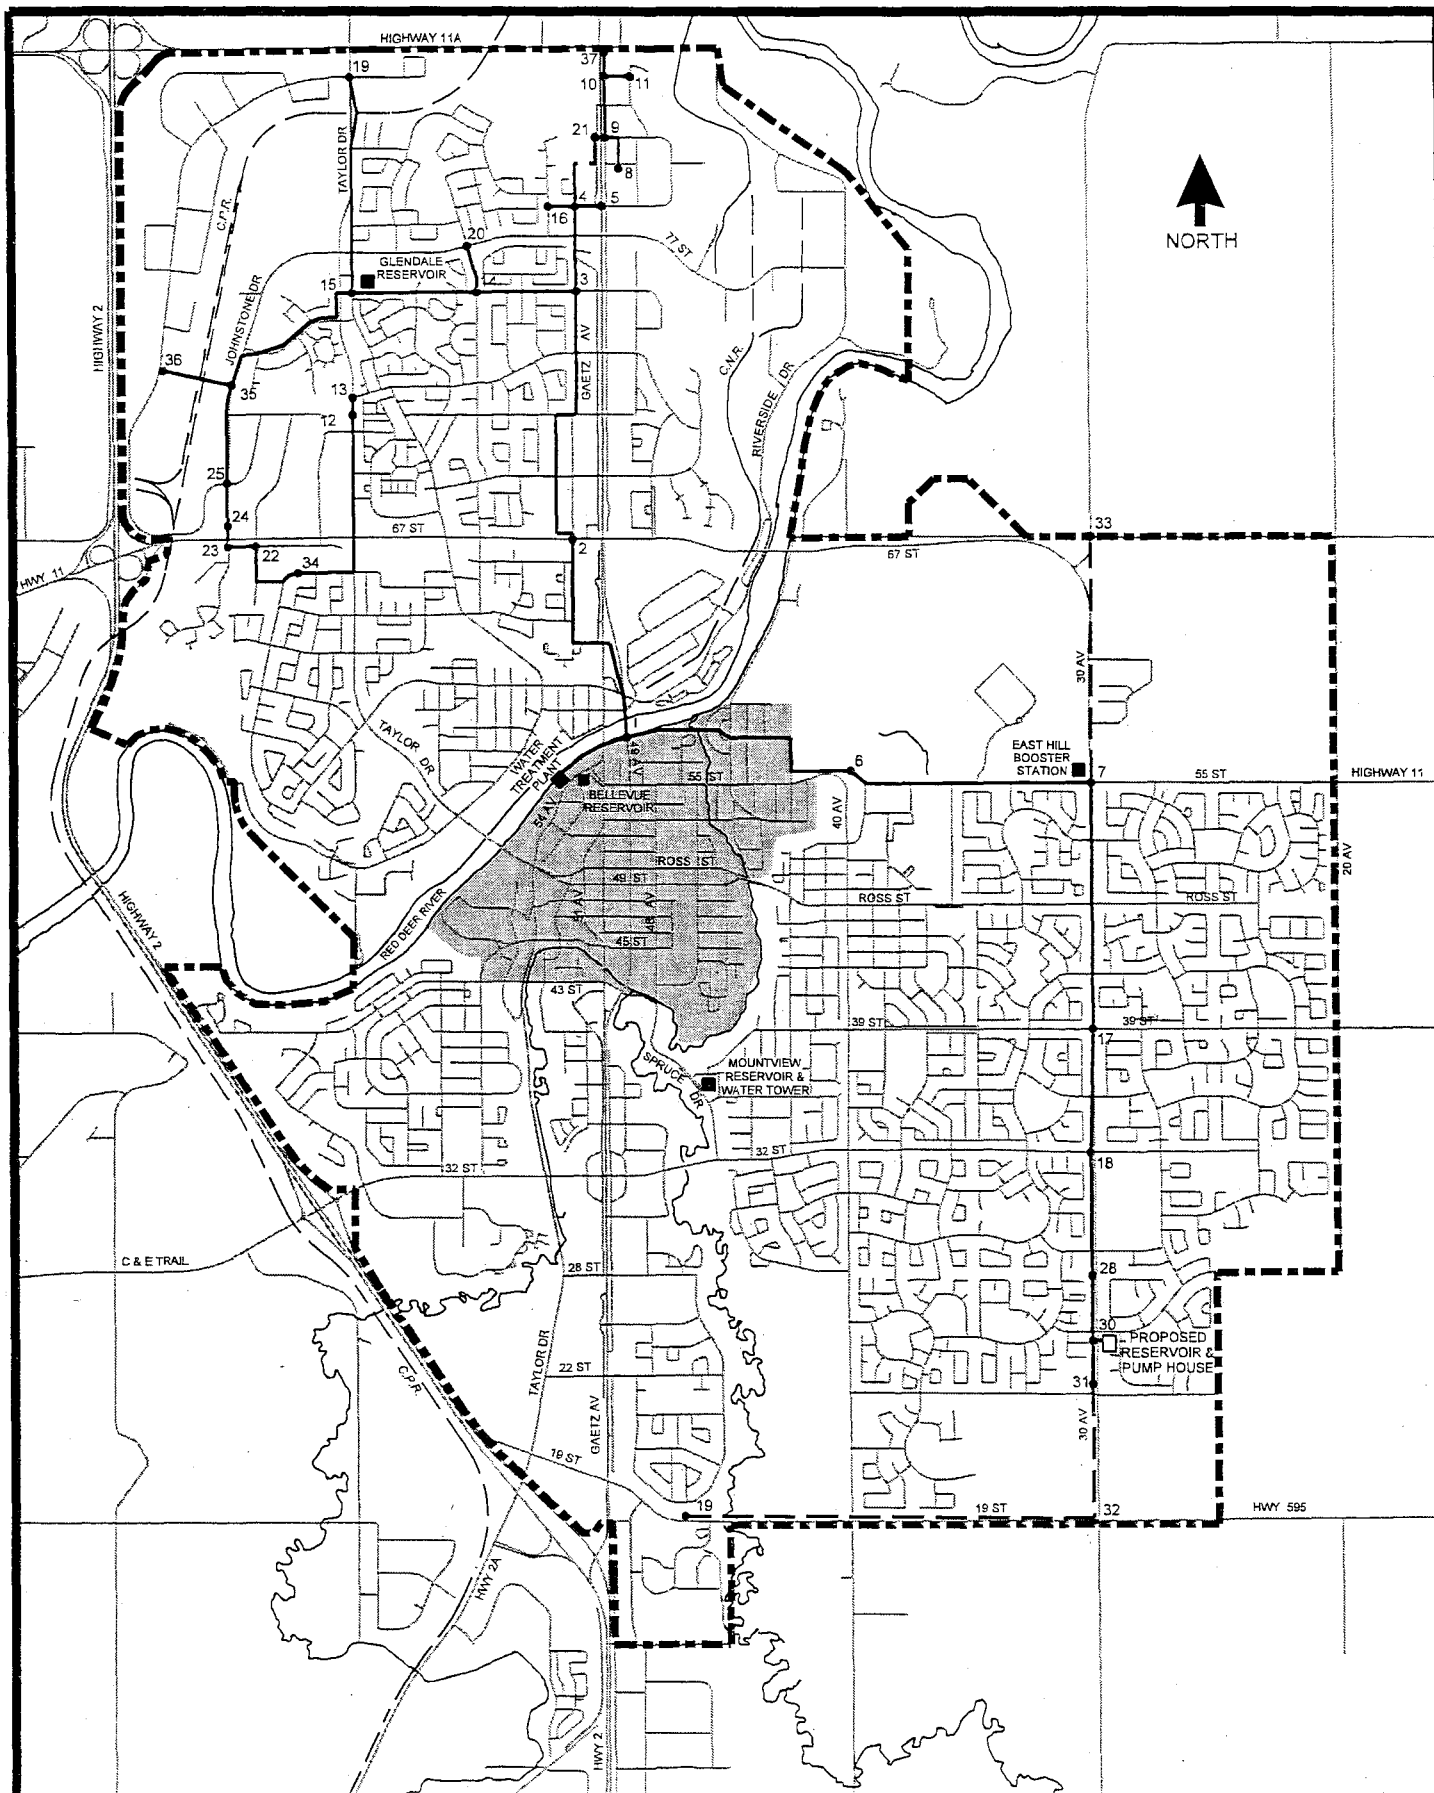 HIGHWAY 11A
37
19
10
11
TAYLOR DR
21
9
8
C.P.R.
4
5
16
NORTH
20
77 ST
GLENDALE
RESERVOIR
15
14
3
JOHNSTONE DR
HIGHWAY 2
GAETZ AV
C.N.R.
RIVERSIDE DR
36
35
13
12
25
24
67 ST
33
23
22
2
67 ST
HWY 11
34
30 AV
TAYLOR DR
WATER
TREATMENT
PLANT
49 AV
6
EAST HILL
BOOSTER
STATION
7
55 ST
55 ST
HIGHWAY 11
BELLEVUE
RESERVOIR
54 AV
40 AV
ROSS ST
49 ST
20 AV
HIGHWAY 2
51 AV
48 AV
ROSS ST
ROSS ST
RED DEER RIVER
45 ST
43 ST
39 ST
39 ST
17
SPRUCE DR
MOUNTVIEW
RESERVOIR &
WATER TOWER
32 ST
32 ST
18
C & E TRAIL
28 ST
28
30
PROPOSED
RESERVOIR &
PUMP HOUSE
TAYLOR DR
22 ST
C.P.R.
31
GAETZ AV
30 AV
19 ST
19
19 ST
32
HWY 595
HWY 2A
HWY 2